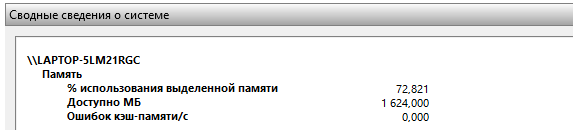 Сводные сведения о системе
\\LAPTOP-5LM21RGC
Память
% использования выделенной памяти 72,821
Доступно МБ 1 624,000
Ошибок кэш-памяти/с 0,000